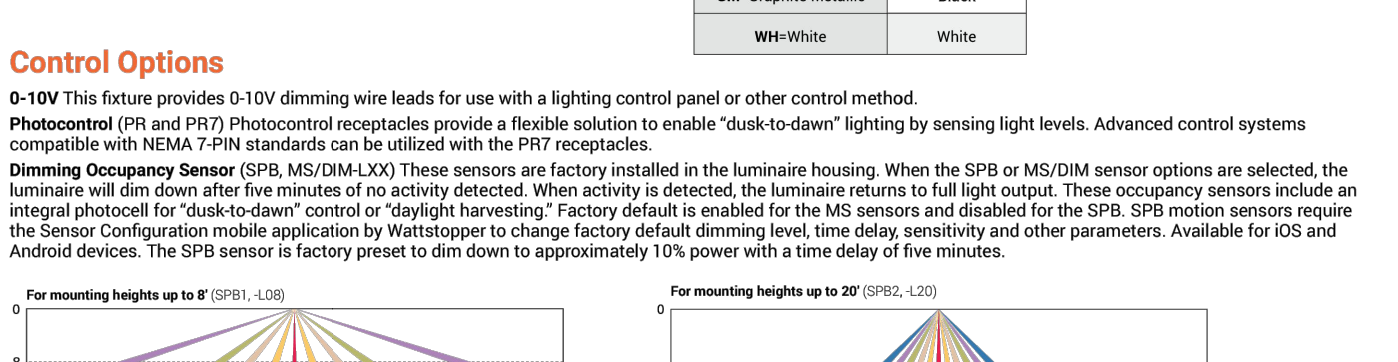 WH=White
White
Control Options
0-10V This fixture provides 0-10V dimming wire leads for use with a lighting control panel or other control method.
Photocontrol (PR and PR7) Photocontrol receptacles provide a flexible solution to enable “dusk-to-dawn” lighting by sensing light levels. Advanced control systems
compatible with NEMA 7-PIN standards can be utilized with the PR7 receptacles.
Dimming Occupancy Sensor (SPB, MS/DIM-LXX) These sensors are factory installed in the luminaire housing. When the SPB or MS/DIM sensor options are selected, the
luminaire will dim down after five minutes of no activity detected. When activity is detected, the luminaire returns to full light output. These occupancy sensors include an
integral photocell for “dusk-to-dawn” control or “daylight harvesting.” Factory default is enabled for the MS sensors and disabled for the SPB. SPB motion sensors require
the Sensor Configuration mobile application by Wattstopper to change factory default dimming level, time delay, sensitivity and other parameters. Available for iOS and
Android devices. The SPB sensor is factory preset to dim down to approximately 10% power with a time delay of five minutes.
For mounting heights up to 8' (SPB1, -L08)
For mounting heights up to 20' (SPB2, -L20)
0
0